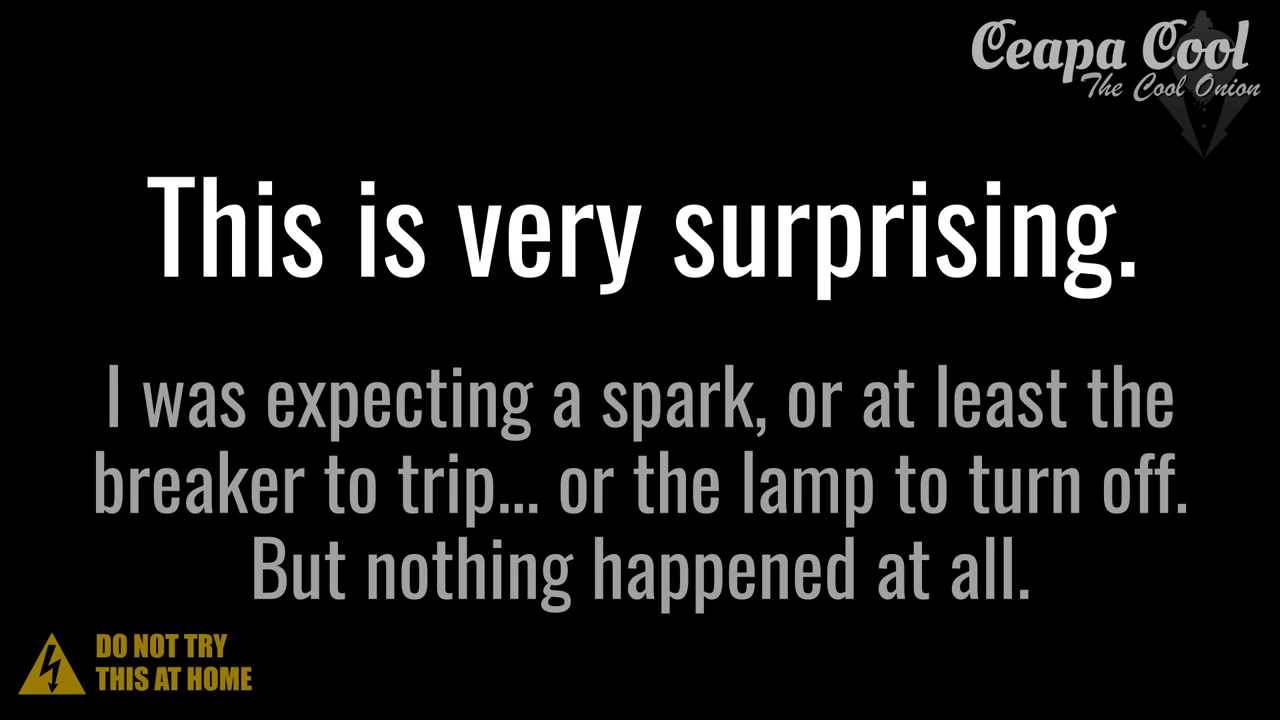 Ceapa Cool
The Cool Onion
This is very surprising.
I was expecting a spark, or at least the
breaker to trip... or the lamp to turn off.
But nothing happened at all.
DO NOT TRY
THIS AT HOME